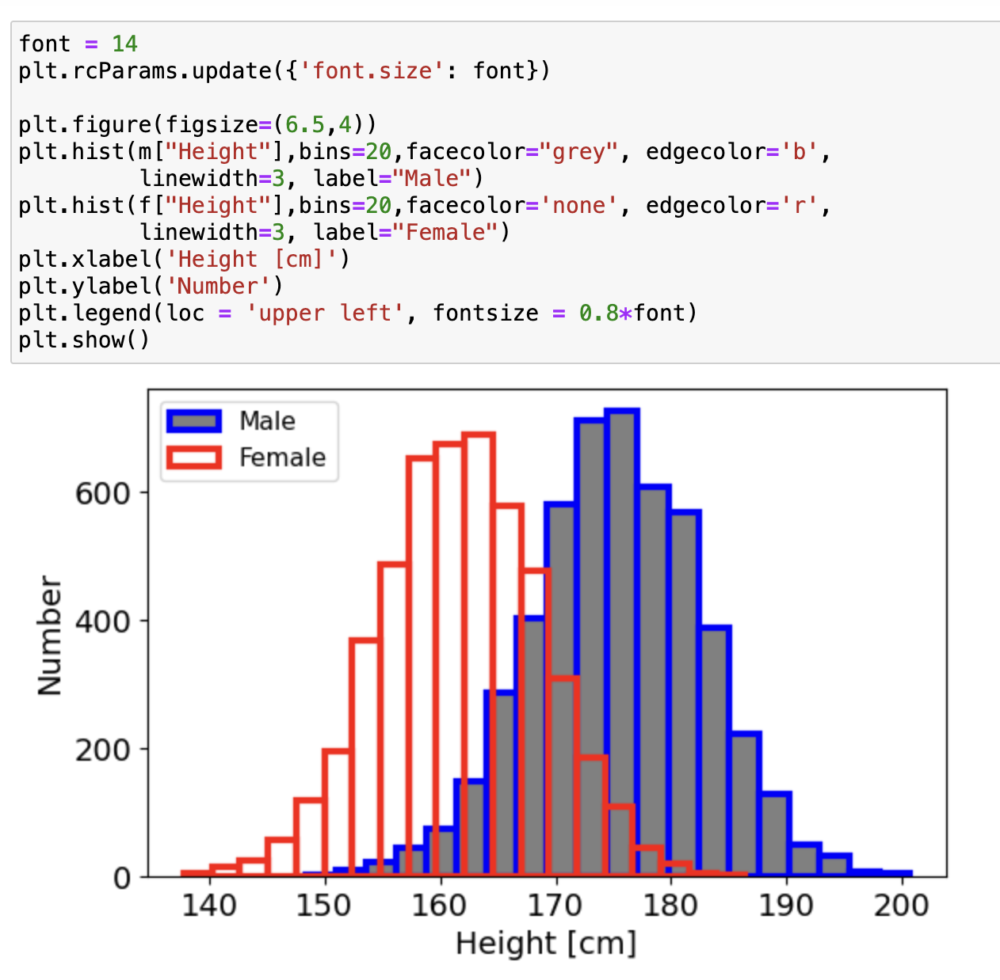 font = 14
plt.rcParams.update({'font.size': font})
plt.figure(figsize=(6.5,4))
plt.hist(m["Height"],bins=20,facecolor="grey", edgecolor='b',
linewidth=3, label="Male")
plt.hist(f["Height"],bins=20,facecolor='none', edgecolor='r',
linewidth=3, label="Female")
plt.xlabel('Height [cm]')
plt.ylabel('Number')
plt.legend(loc = 'upper left', fontsize = 0.8*font)
plt.show()
Male
Female
600
400
200
0
Number
140 150 160 170 180 190 200
Height [cm]